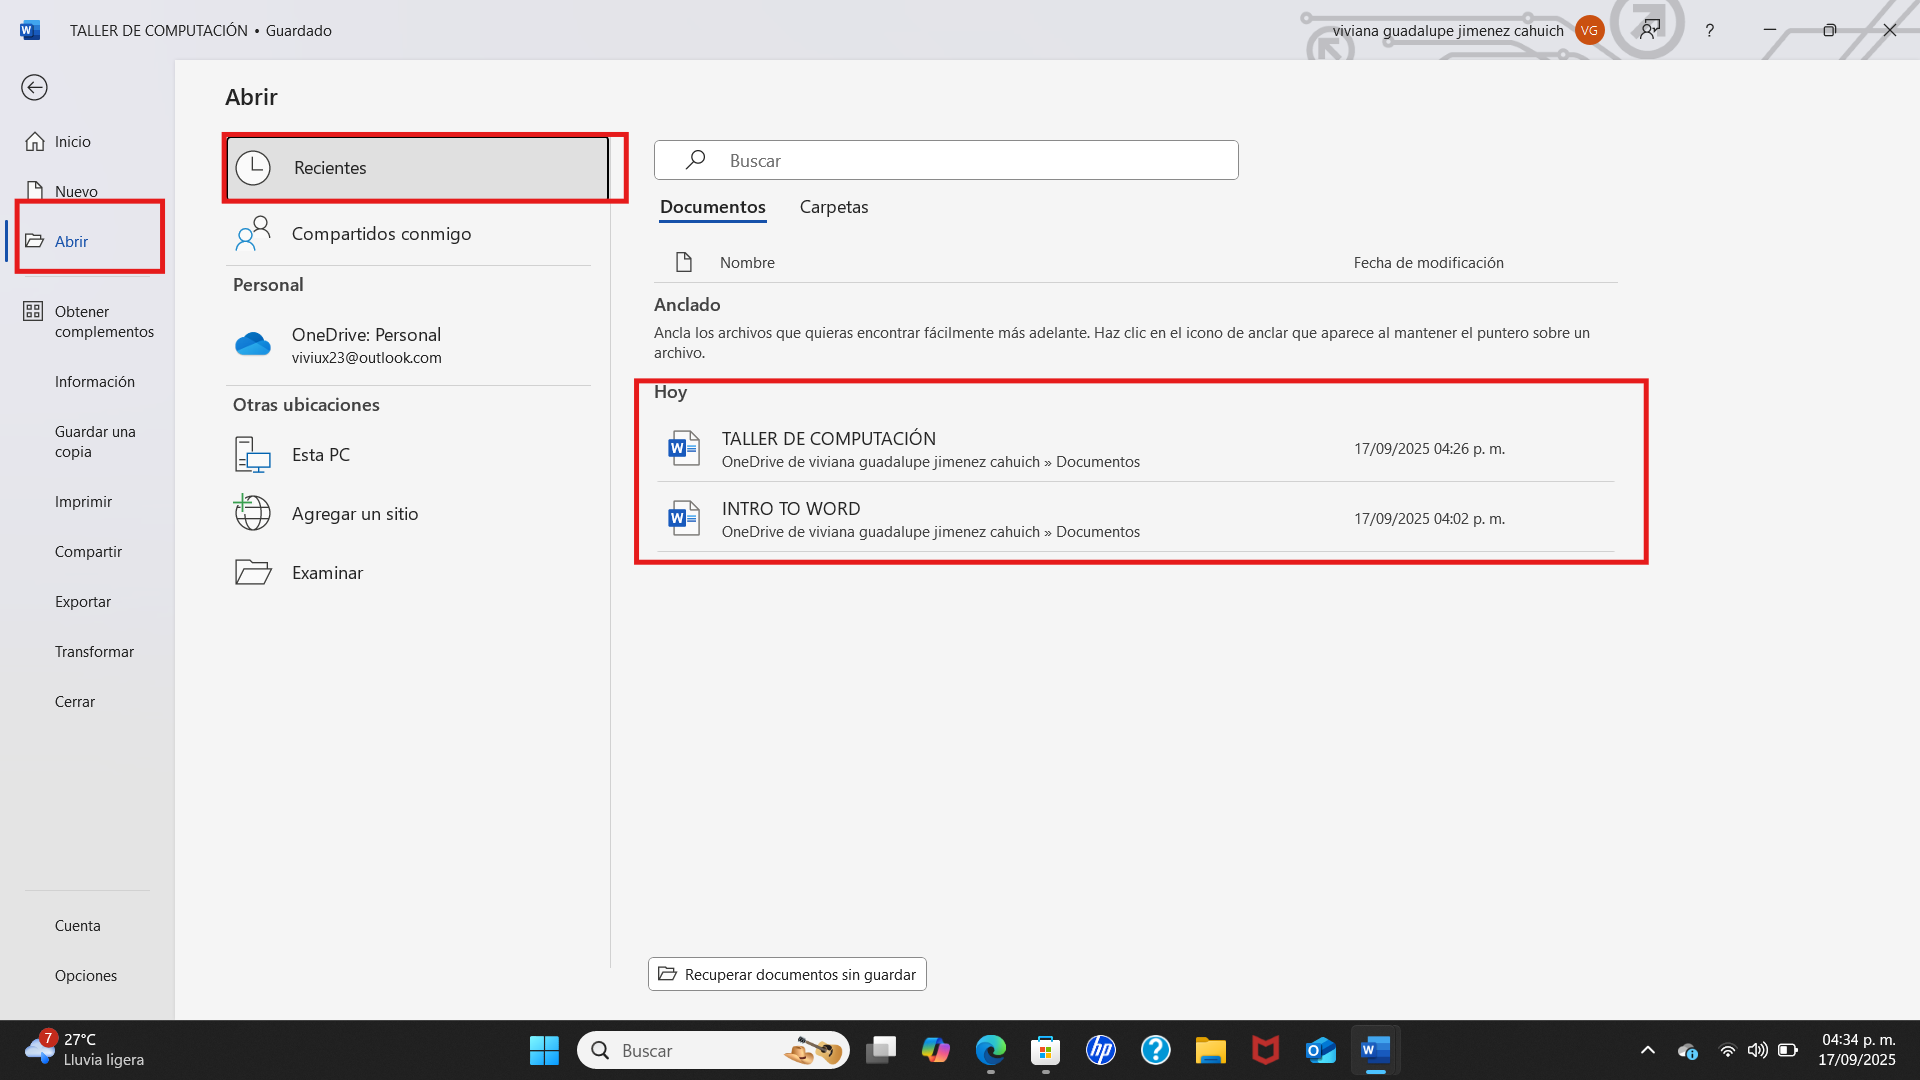 TALLER DE COMPUTACIÓN • Guardado
viviana guadalupe jimenez cahuich
VG
?
Inicio
Nuevo
Abrir
Obtener
complementos
Información
Guardar una
copia
Imprimir
Compartir
Exportar
Transformar
Cerrar
Cuenta
Opciones
Abrir
Recientes
Compartidos conmigo
Personal
OneDrive: Personal
viviux23@outlook.com
Otras ubicaciones
Esta PC
Agregar un sitio
Examinar
Buscar
Documentos Carpetas
Nombre Fecha de modificación
Anclado
Ancla los archivos que quieras encontrar fácilmente más adelante. Haz clic en el icono de anclar que aparece al mantener el puntero sobre un
archivo.
Hoy
TALLER DE COMPUTACIÓN
OneDrive de viviana guadalupe jimenez cahuich » Documentos
17/09/2025 04:26 p. m.
INTRO TO WORD
OneDrive de viviana guadalupe jimenez cahuich » Documentos
17/09/2025 04:02 p. m.
Recuperar documentos sin guardar
7
27°C
Lluvia ligera
Buscar
04:34 p. m.
17/09/2025